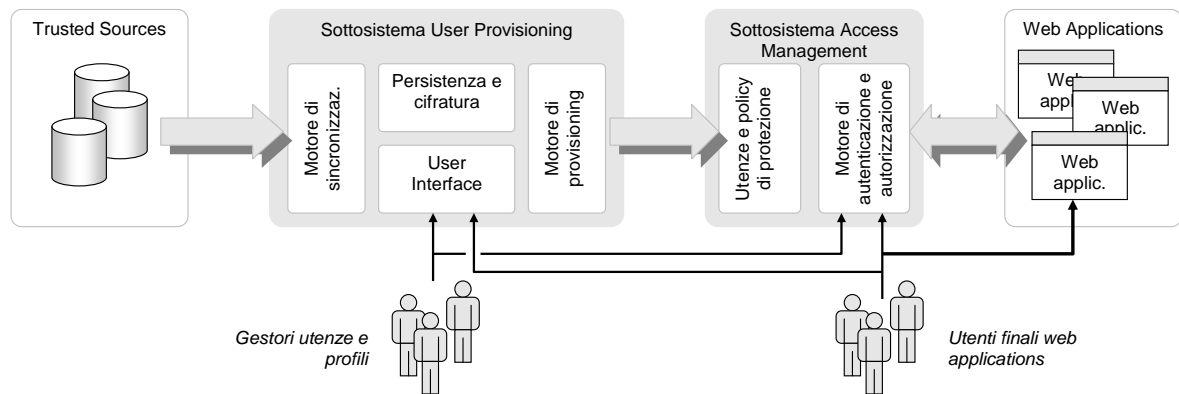 Trusted Sources
Sottosistema User Provisioning
Motore di
sincronizzaz.
Persistenza e
cifratura
User
Interface
Motore di
provisioning
Sottosistema Access
Management
Utenze e policy
di protezione
Motore di
autenticazione e
autorizzazione
Web Applications
Web
applic.
Web
applic.
Web
applic.
Gestori utenze e
profili
Utenti finali web
applications